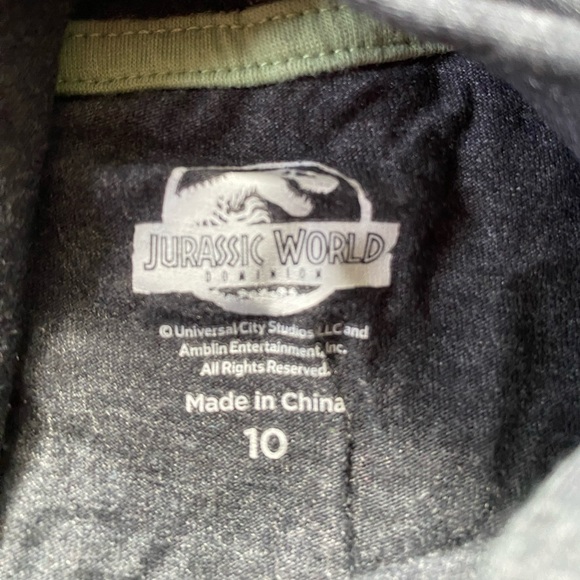 JURASSIC WORLD
DOMINION
© Universal City Studios LLC and
Amblin Entertainment, Inc.
All Rights Reserved.
Made in China
10